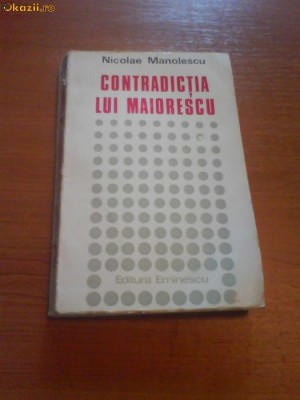 Okazii.ro
Nicolae Manolescu
CONTRADICȚIA
LUI MAIORESCU
Editura Eminescu